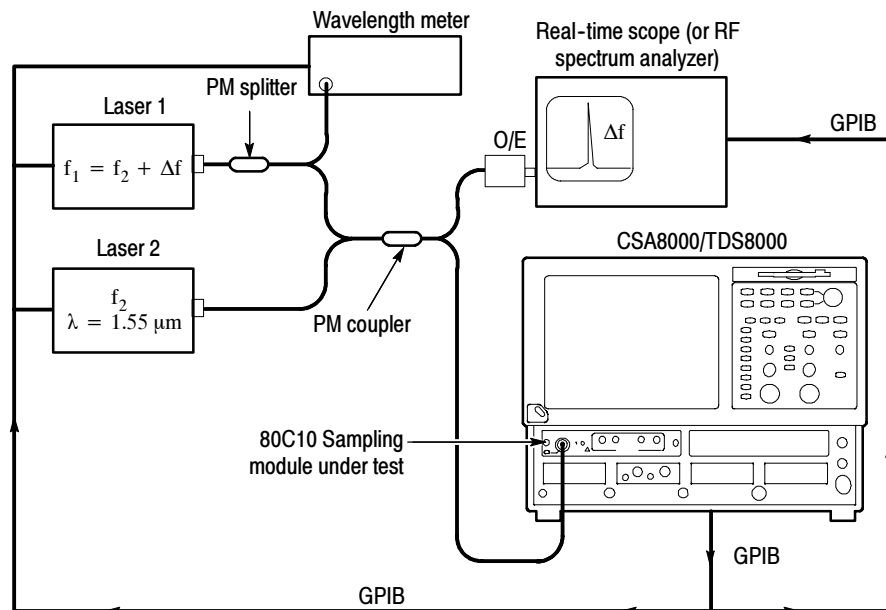 Wavelength meter
Real-time scope (or RF
spectrum analyzer)
PM splitter
Laser 1
O/E
Δf
GPIB
f₁ = f₂ + Δf
CSA8000/TDS8000
Laser 2
f₂
λ = 1.55 μm
PM coupler
80C10 Sampling
module under test
GPIB
GPIB